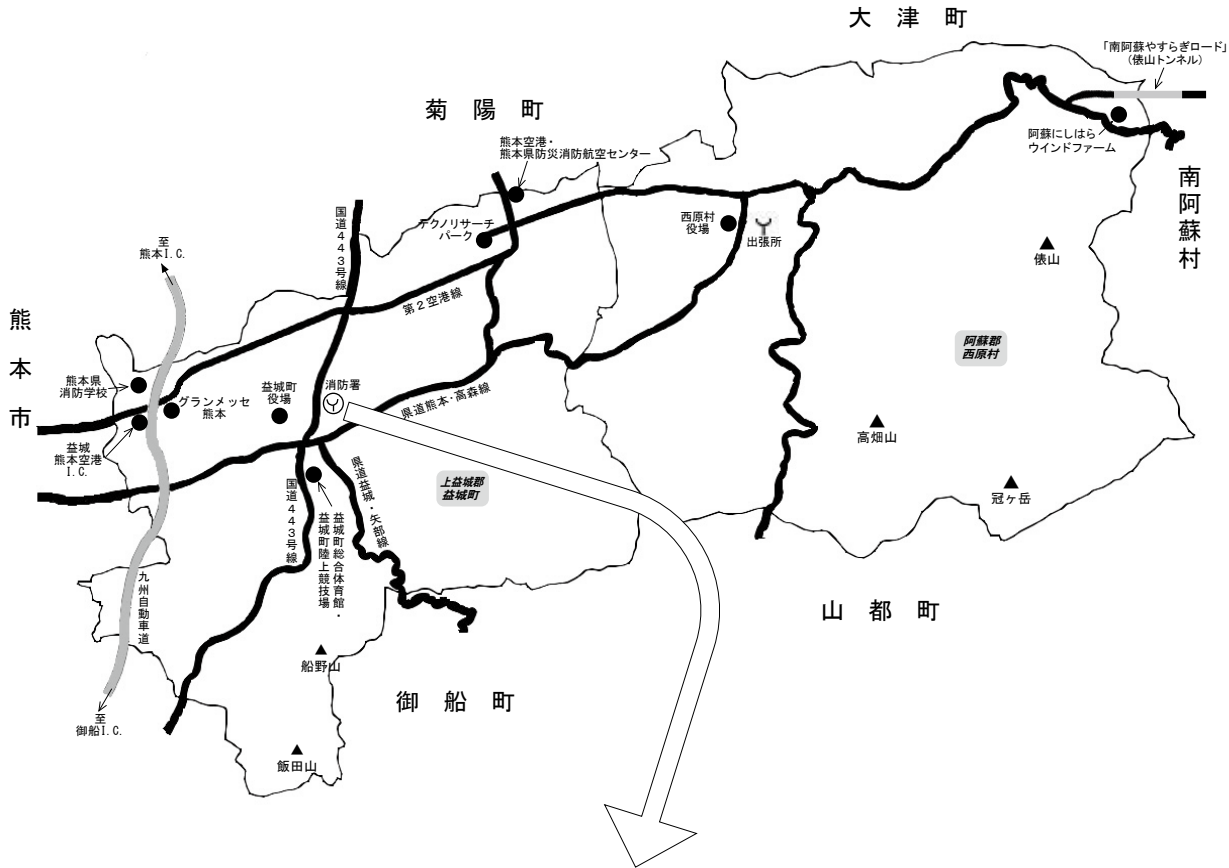 大津町
「南阿蘇やすらぎロード」
(俵山トンネル)
菊陽町
熊本空港・
熊本県防災消防航空センター
阿蘇にしはら
ウインドファーム
南阿蘇村
国道443号線
テクノリサーチ
パーク
西原村
役場
出張所
俵山
至
熊本I.C.
第2空港線
熊本市
阿蘇郡
西原村
熊本県
消防学校
グランメッセ
熊本
益城町
役場
消防署
県道熊本・高森線
高畑山
益城
熊本空港
I.C.
国道443号線
益城町総合体育館・
益城町陸上競技場
県道益城・矢部線
上益城郡
益城町
冠ヶ岳
九州自動車道
山都町
船野山
御船町
至
御船I.C.
飯田山